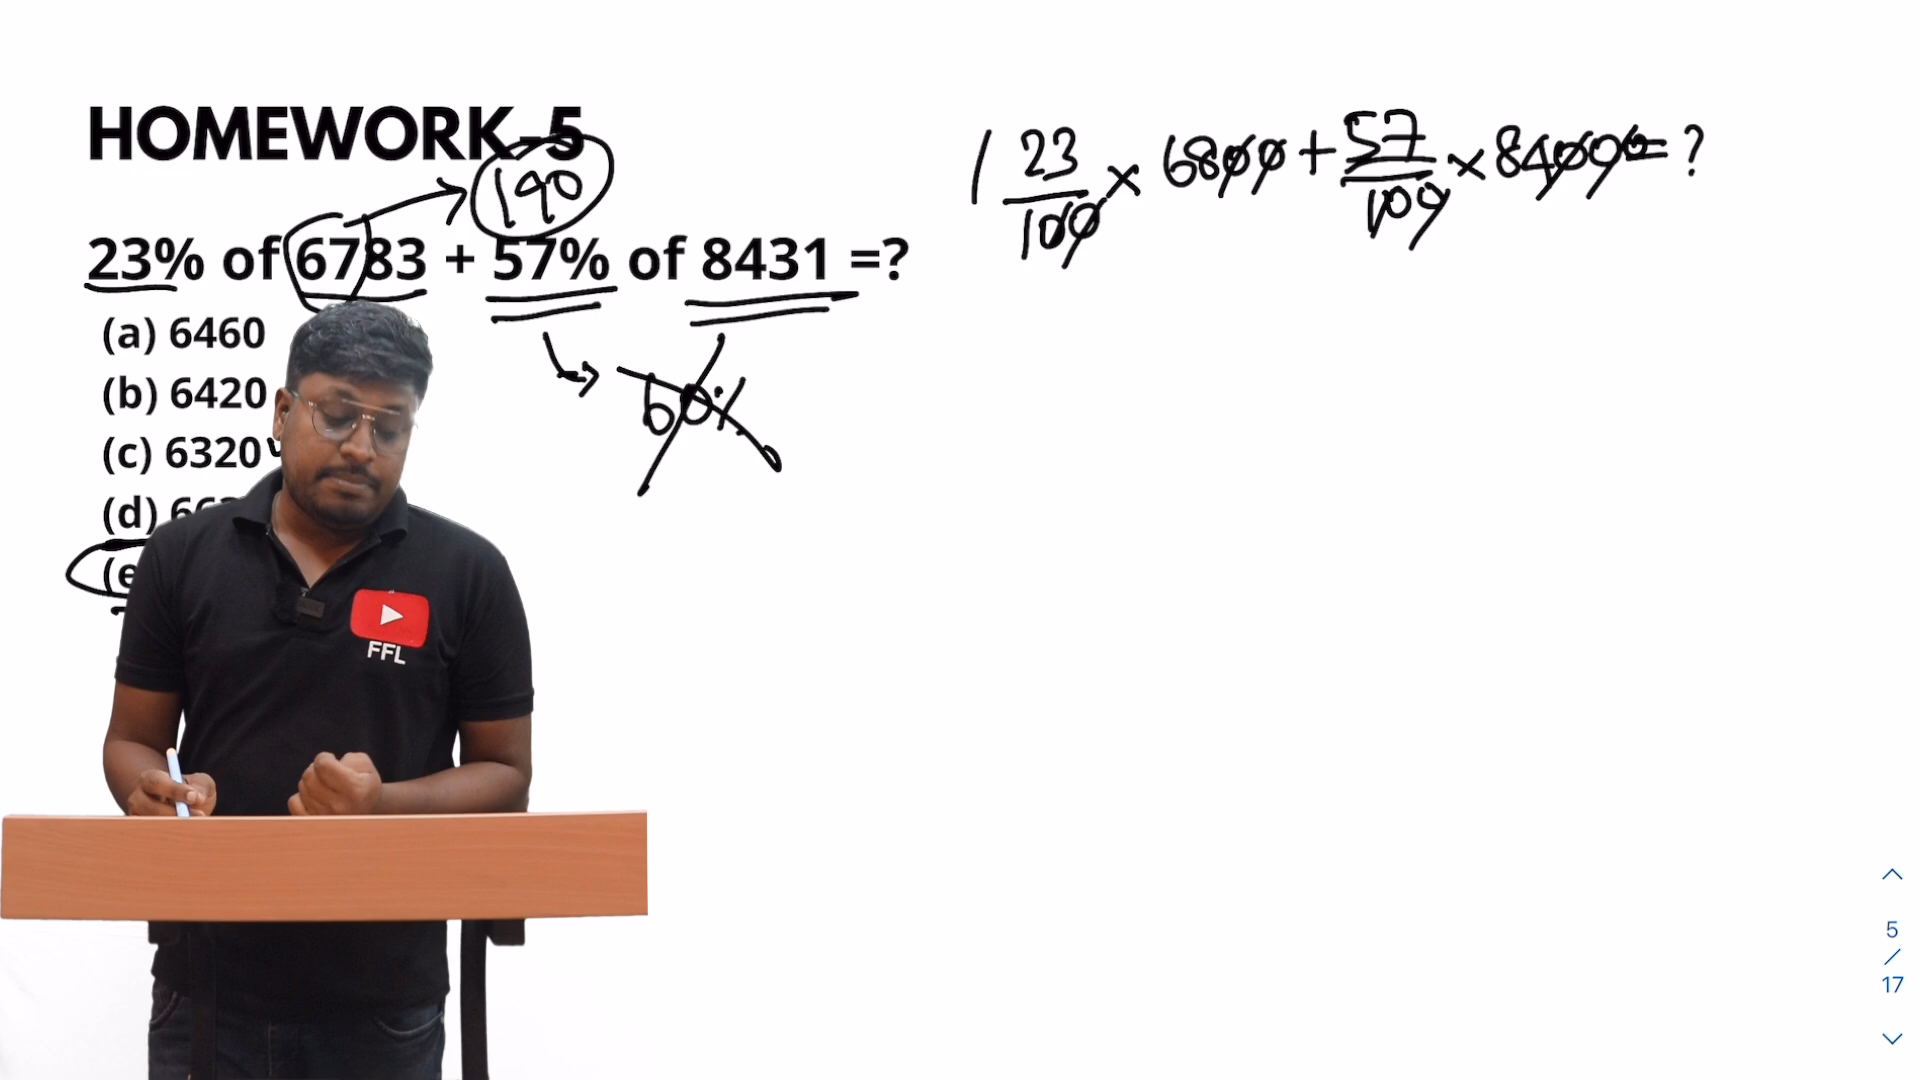 HOMEWORK-5
190
23% of 6783 + 57% of 8431 =?
(a) 6460
(b) 6420
(c) 6320
(d)
(e
60%
23/100 × 6800 + 57/100 × 8400 = ?
FFL
5
/
17